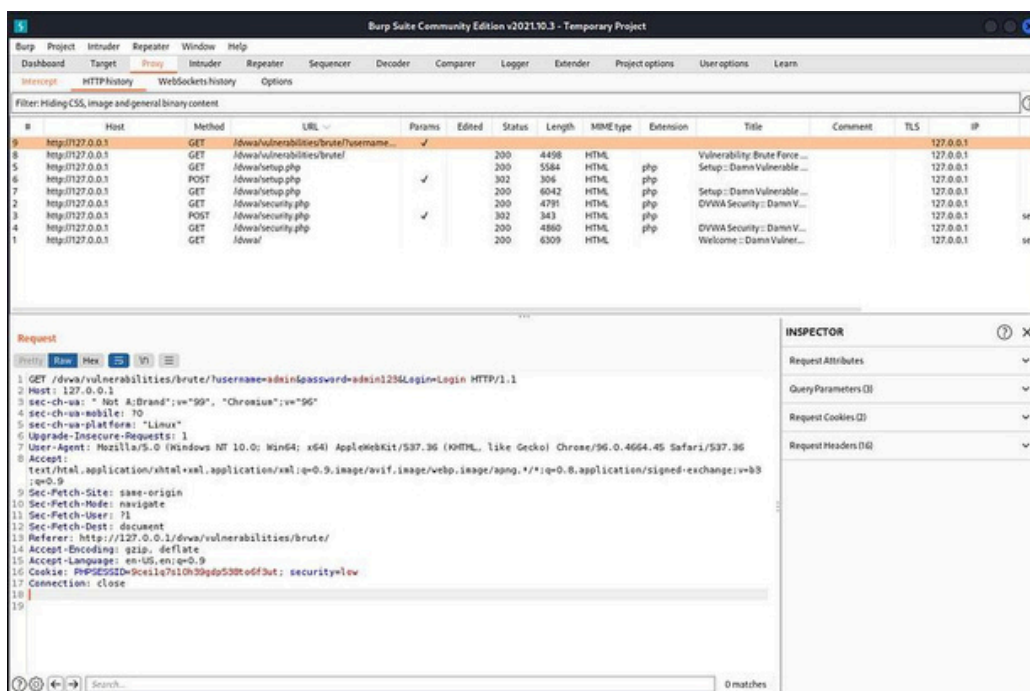 Burp Suite Community Edition v2021.10.3 - Temporary Project
Burp Project Intruder Repeater Window Help
Dashboard Target Proxy Intruder Repeater Sequencer Decoder Comparer Logger Extender Project options User options Learn
Intercept HTTP history WebSockets history Options
Filter: Hiding CSS, image and general binary content
# Host Method URL Params Edited Status Length MIME type Extension Title Comment TLS IP
9 http://127.0.0.1 GET /dvwa/vulnerabilities/brute/?username... ✓ 127.0.0.1
8 http://127.0.0.1 GET /dvwa/vulnerabilities/brute/ 200 4498 HTML Vulnerability: Brute Force ... 127.0.0.1
5 http://127.0.0.1 GET /dvwa/setup.php 200 5584 HTML php Setup :: Damn Vulnerable ... 127.0.0.1
6 http://127.0.0.1 POST /dvwa/setup.php ✓ 302 306 HTML php 127.0.0.1
7 http://127.0.0.1 GET /dvwa/setup.php 200 6042 HTML php Setup :: Damn Vulnerable ... 127.0.0.1
2 http://127.0.0.1 GET /dvwa/security.php 200 4791 HTML php DVWA Security :: Damn V... 127.0.0.1
3 http://127.0.0.1 POST /dvwa/security.php ✓ 302 343 HTML php 127.0.0.1 se
4 http://127.0.0.1 GET /dvwa/security.php 200 4860 HTML php DVWA Security :: Damn V... 127.0.0.1
1 http://127.0.0.1 GET /dvwa/ 200 6309 HTML Welcome :: Damn Vulner... 127.0.0.1 se
Request
Pretty Raw Hex \n
1 GET /dvwa/vulnerabilities/brute/?username=admin&password=admin123&Login=Login HTTP/1.1
2 Host: 127.0.0.1
3 sec-ch-ua: " Not A;Brand";v="99", "Chromium";v="96"
4 sec-ch-ua-mobile: ?0
5 sec-ch-ua-platform: "Linux"
6 Upgrade-Insecure-Requests: 1
7 User-Agent: Mozilla/5.0 (Windows NT 10.0; Win64; x64) AppleWebKit/537.36 (KHTML, like Gecko) Chrome/96.0.4664.45 Safari/537.36
8 Accept:
text/html,application/xhtml+xml,application/xml;q=0.9,image/avif,image/webp,image/apng,*/*;q=0.8,application/signed-exchange;v=b3
;q=0.9
9 Sec-Fetch-Site: same-origin
10 Sec-Fetch-Mode: navigate
11 Sec-Fetch-User: ?1
12 Sec-Fetch-Dest: document
13 Referer: http://127.0.0.1/dvwa/vulnerabilities/brute/
14 Accept-Encoding: gzip, deflate
15 Accept-Language: en-US,en;q=0.9
16 Cookie: PHPSESSID=9cei1q7s10h39gdp538to6f3ut; security=low
17 Connection: close
18
19
INSPECTOR
Request Attributes
Query Parameters (3)
Request Cookies (2)
Request Headers (16)
Search...
0 matches